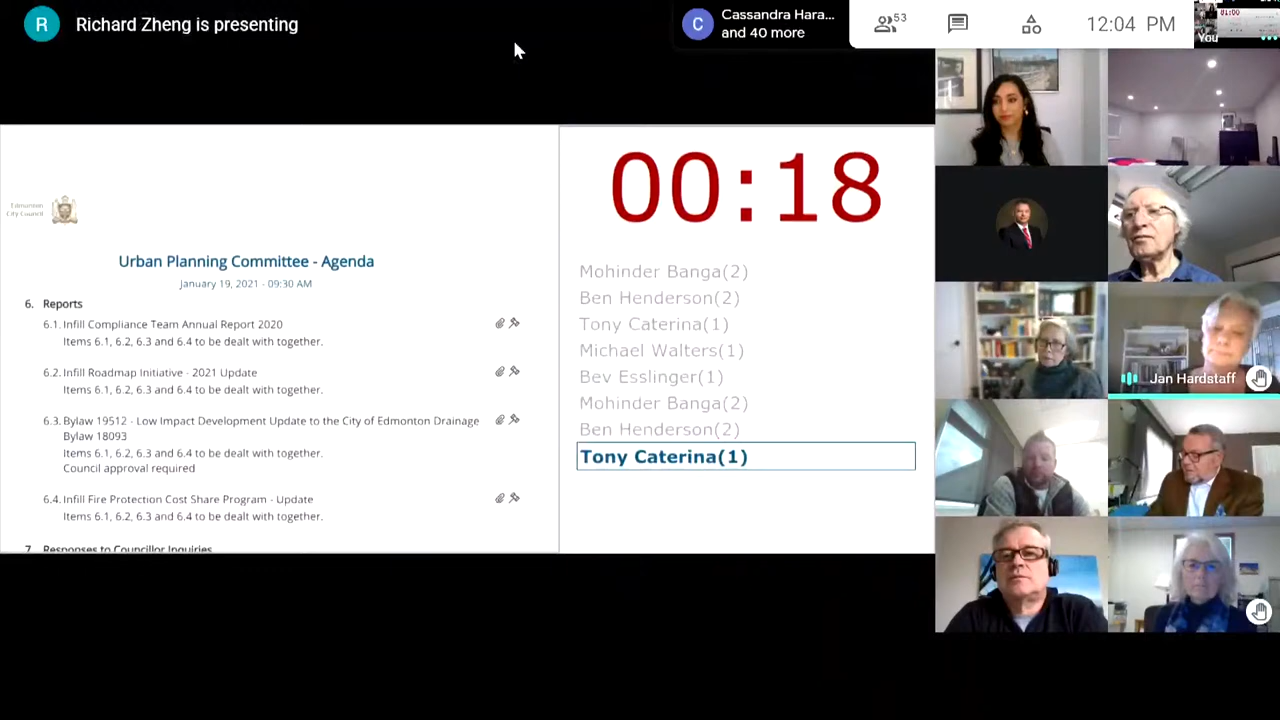 R
Richard Zheng is presenting
C
Cassandra Hara...
and 40 more
53
12:04 PM
You
Edmonton
City Council
Urban Planning Committee - Agenda
January 19, 2021 - 09:30 AM
6. Reports
6.1. Infill Compliance Team Annual Report 2020
Items 6.1, 6.2, 6.3 and 6.4 to be dealt with together.
6.2. Infill Roadmap Initiative - 2021 Update
Items 6.1, 6.2, 6.3 and 6.4 to be dealt with together.
6.3. Bylaw 19512 - Low Impact Development Update to the City of Edmonton Drainage
Bylaw 18093
Items 6.1, 6.2, 6.3 and 6.4 to be dealt with together.
Council approval required
6.4. Infill Fire Protection Cost Share Program - Update
Items 6.1, 6.2, 6.3 and 6.4 to be dealt with together.
7. Responses to Councillor Inquiries
00:18
Mohinder Banga(2)
Ben Henderson(2)
Tony Caterina(1)
Michael Walters(1)
Bev Esslinger(1)
Mohinder Banga(2)
Ben Henderson(2)
Tony Caterina(1)
Jan Hardstaff